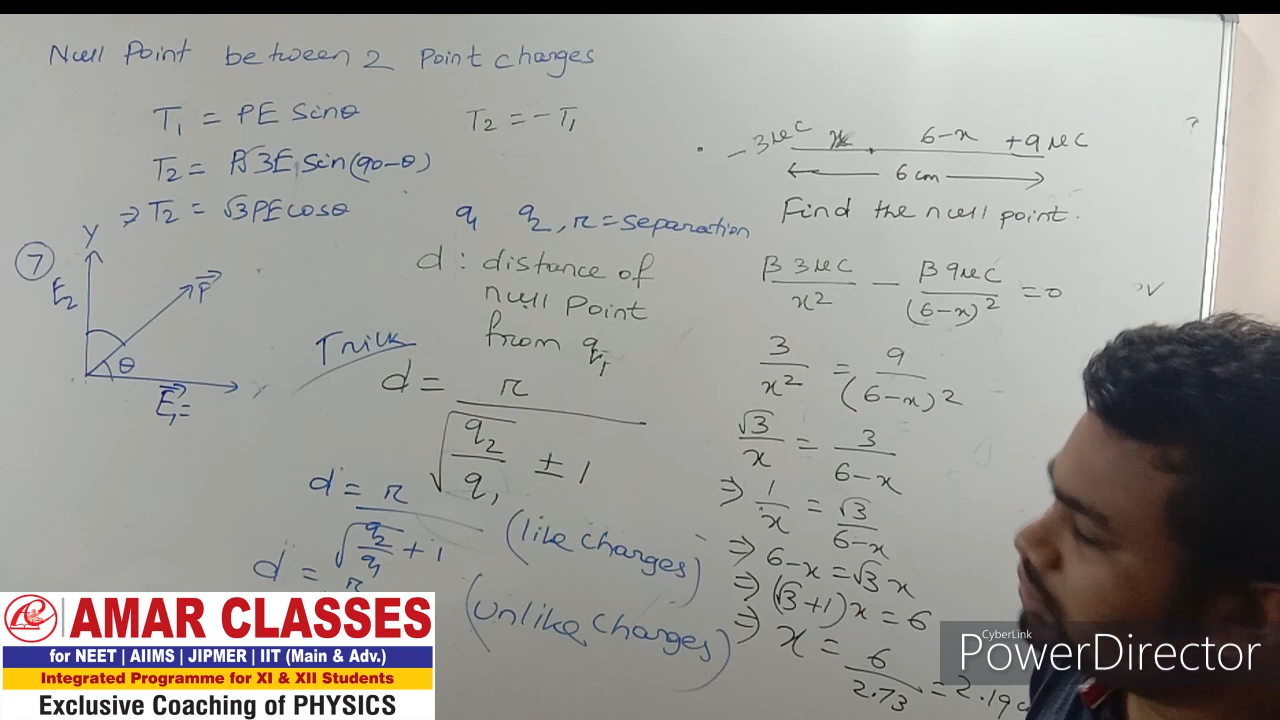 Null Point between 2 Point charges
T₁ = PE Sinθ
T₂ = -T₁
T₂ = P√3E Sin(90-θ)
⇒ T₂ = √3PE cosθ
7
Y
E₂
P
θ
E₁=
q₁ q₂, r = separation
d : distance of
null Point
from q₁
Trick
d = r / √(q₂/q₁) ± 1
d = r / √(q₂/q₁) + 1 (like charges)
d = r (Unlike charges)
-3μC x 6-x +9μC
6 cm
Find the null point.
β 3μC / x² - β 9μC / (6-x)² = 0
3 / x² = 9 / (6-x)²
√3 / x = 3 / 6-x
⇒ 1 / x = √3 / 6-x
⇒ 6-x = √3 x
⇒ (√3+1)x = 6
⇒ x = 6 / 2.73 = 2.19c
AMAR CLASSES
for NEET | AIIMS | JIPMER | IIT (Main & Adv.)
Integrated Programme for XI & XII Students
Exclusive Coaching of PHYSICS
CyberLink
PowerDirector